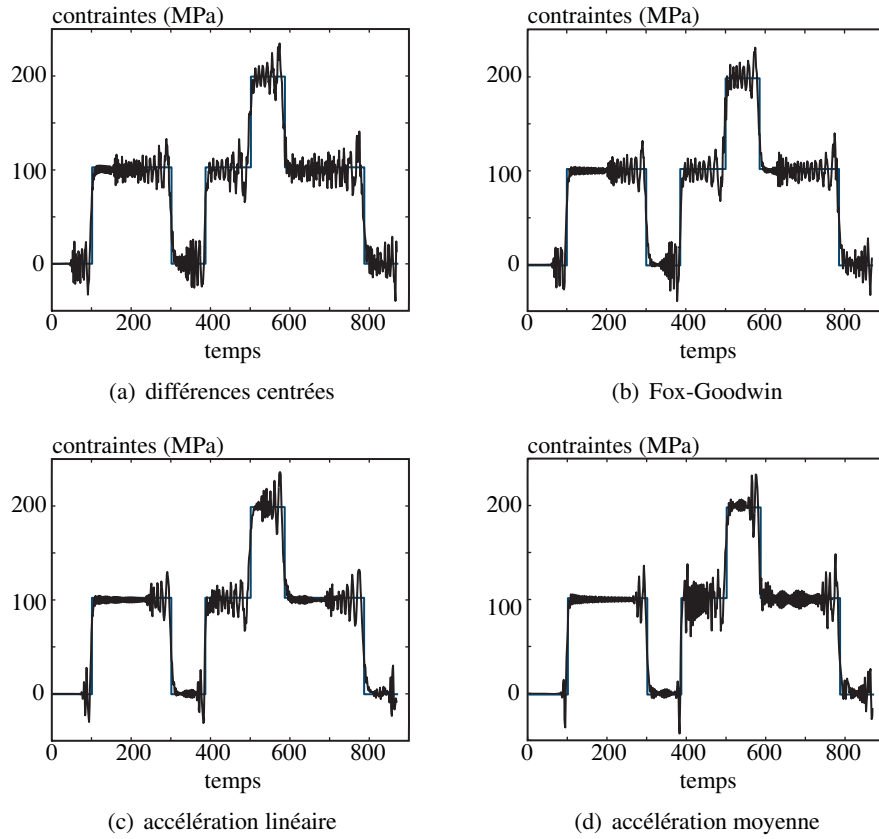 contraintes (MPa)
200
100
0
0 200 400 600 800
temps
(a) différences centrées
contraintes (MPa)
200
100
0
0 200 400 600 800
temps
(b) Fox-Goodwin
contraintes (MPa)
200
100
0
0 200 400 600 800
temps
(c) accélération linéaire
contraintes (MPa)
200
100
0
0 200 400 600 800
temps
(d) accélération moyenne